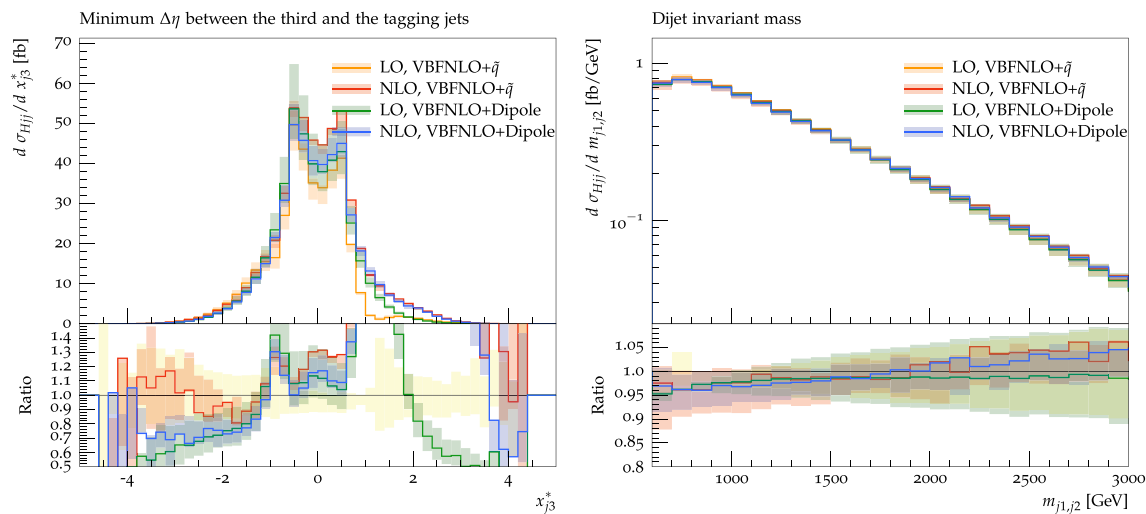 Minimum Δη between the third and the tagging jets
d σ_Hjj / d x*_j3 [fb]
70
60
50
40
30
20
10
0
LO, VBFNLO+q̃
NLO, VBFNLO+q̃
LO, VBFNLO+Dipole
NLO, VBFNLO+Dipole
Ratio
1.4
1.3
1.2
1.1
1.0
0.9
0.8
0.7
0.6
0.5
-4
-2
0
2
4
x*_j3
Dijet invariant mass
d σ_Hjj / d m_j1,j2 [fb/GeV]
1
10^−1
LO, VBFNLO+q̃
NLO, VBFNLO+q̃
LO, VBFNLO+Dipole
NLO, VBFNLO+Dipole
Ratio
1.05
1.0
0.95
0.9
0.85
0.8
1000
1500
2000
2500
3000
m_j1,j2 [GeV]